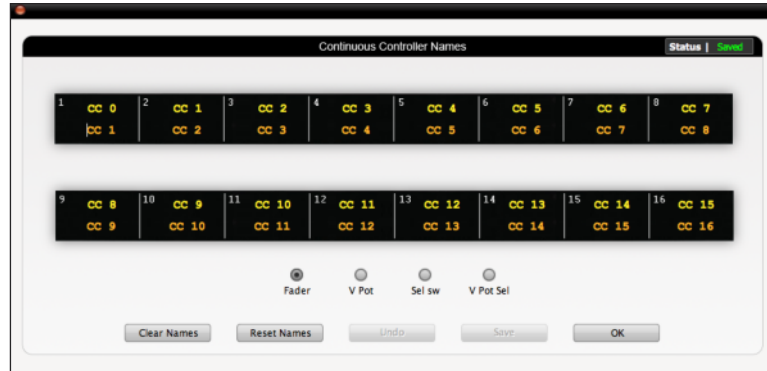 Continuous Controller Names
Status | Saved
1 2 3 4 5 6 7 8
CC 0 CC 1 CC 2 CC 3 CC 4 CC 5 CC 6 CC 7
CC 1 CC 2 CC 3 CC 4 CC 5 CC 6 CC 7 CC 8
9 10 11 12 13 14 15 16
CC 8 CC 9 CC 10 CC 11 CC 12 CC 13 CC 14 CC 15
CC 9 CC 10 CC 11 CC 12 CC 13 CC 14 CC 15 CC 16
Fader V Pot Sel sw V Pot Sel
Clear Names Reset Names Undo Save OK